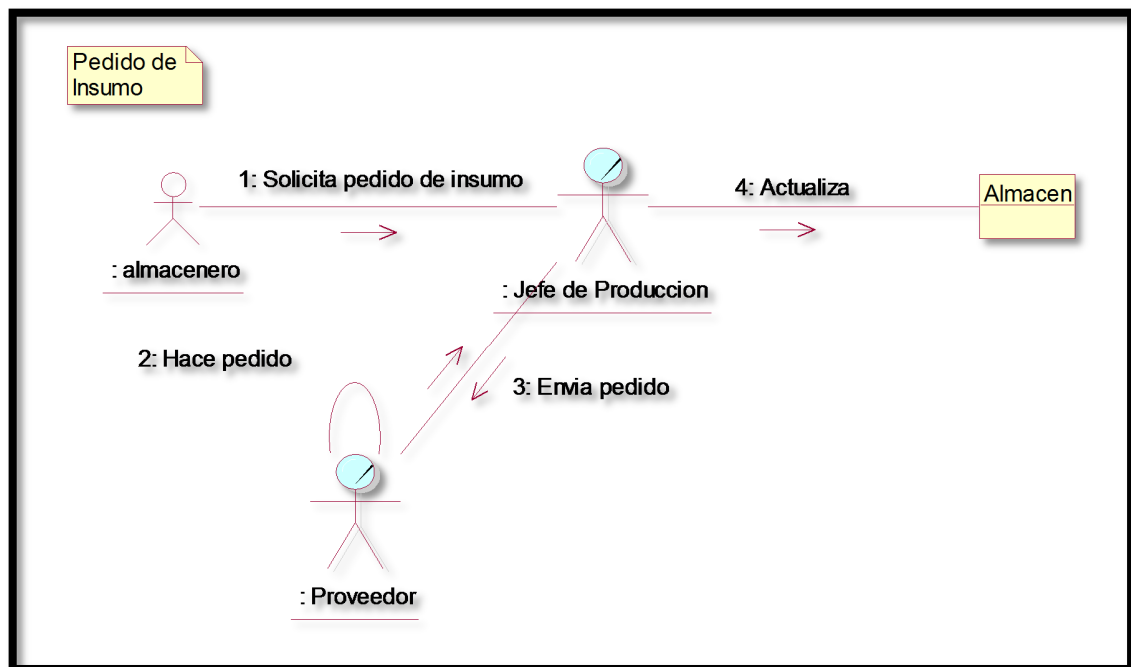 Pedido de
Insumo
1: Solicita pedido de insumo
4: Actualiza
Almacen
: almacenero
: Jefe de Produccion
2: Hace pedido
3: Envia pedido
: Proveedor